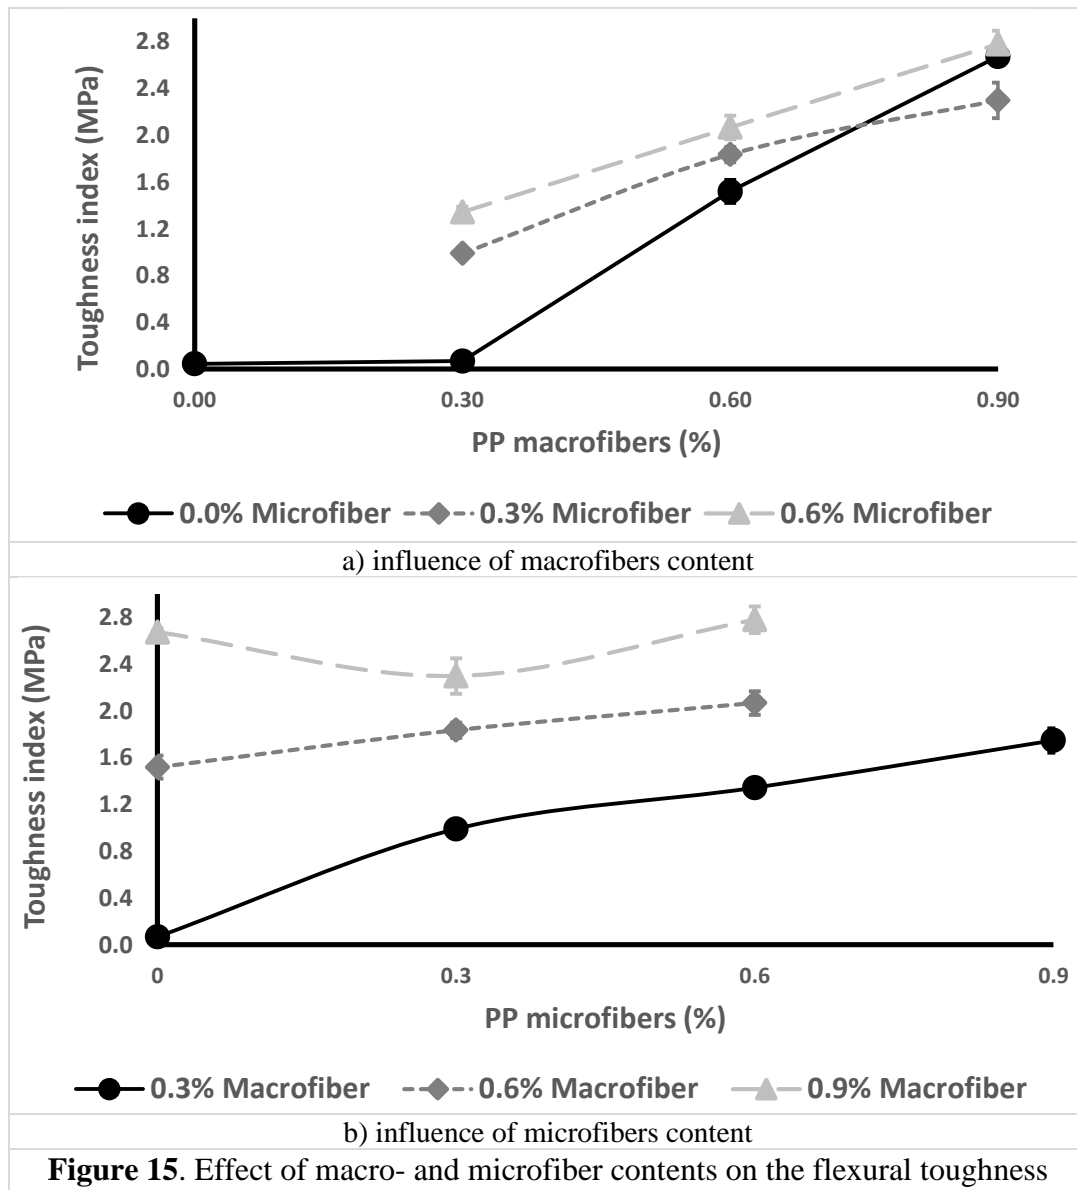 2.8
2.4
2.0
1.6
1.2
0.8
0.4
0.0
Toughness index (MPa)
0.00 0.30 0.60 0.90
PP macrofibers (%)
0.0% Microfiber 0.3% Microfiber 0.6% Microfiber
a) influence of macrofibers content
2.8
2.4
2.0
1.6
1.2
0.8
0.4
0.0
Toughness index (MPa)
0 0.3 0.6 0.9
PP microfibers (%)
0.3% Macrofiber 0.6% Macrofiber 0.9% Macrofiber
b) influence of microfibers content
Figure 15. Effect of macro- and microfiber contents on the flexural toughness